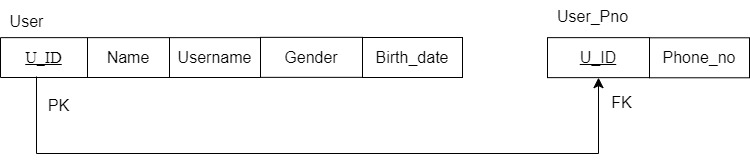 User
User_Pno
U_ID Name Username Gender Birth_date
U_ID Phone_no
PK
FK